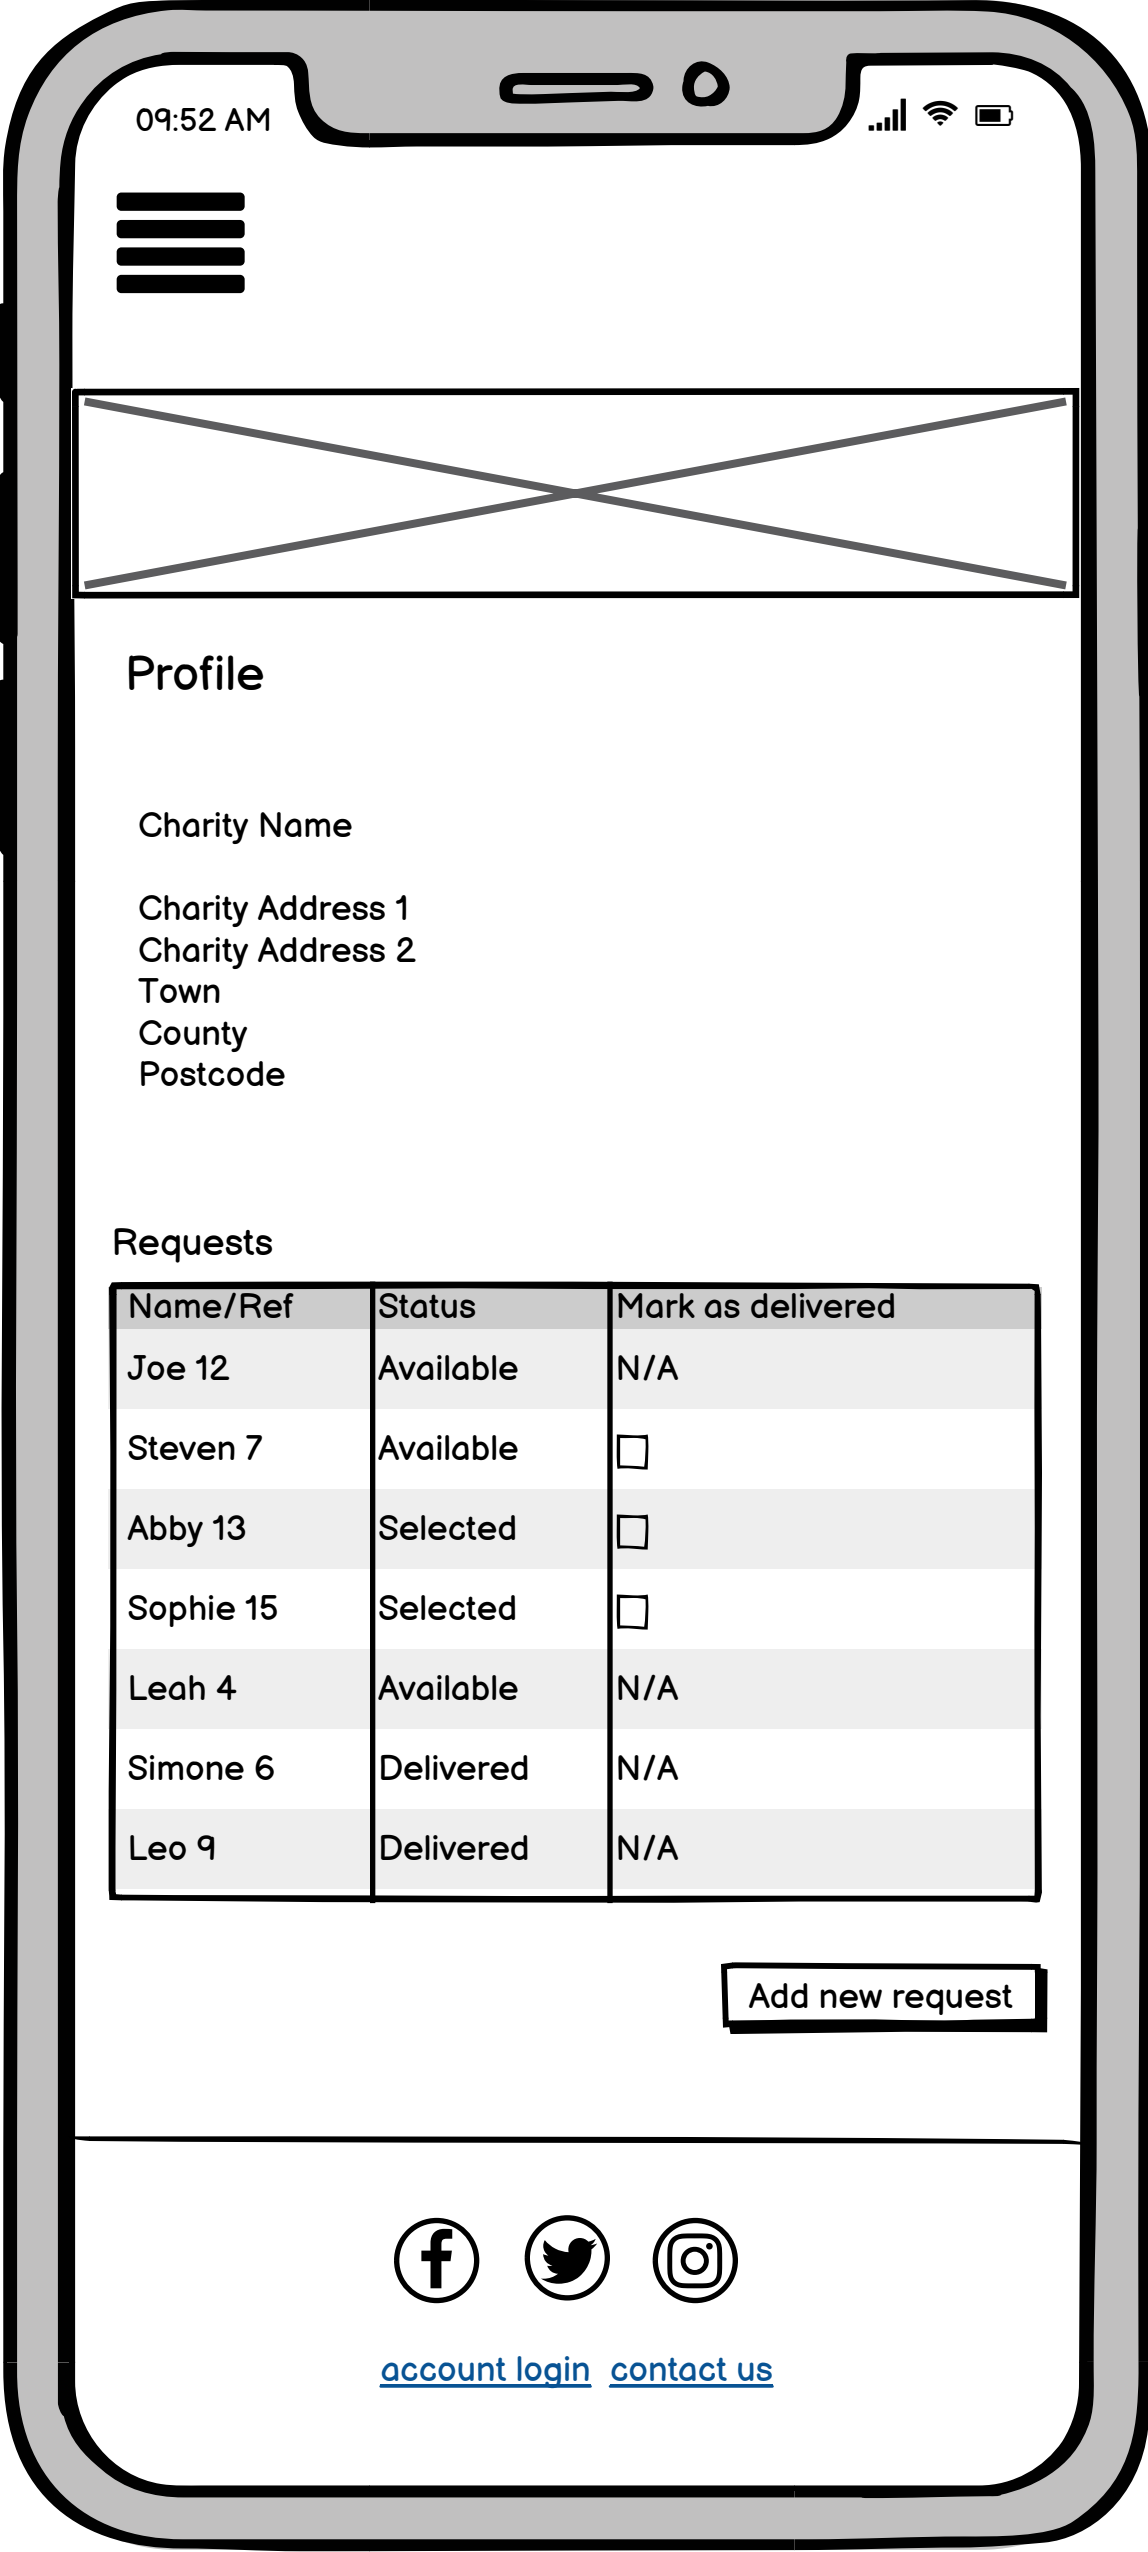 09:52 AM
Profile
Charity Name
Charity Address 1
Charity Address 2
Town
County
Postcode
Requests
Name/Ref Status Mark as delivered
Joe 12 Available N/A
Steven 7 Available
Abby 13 Selected
Sophie 15 Selected
Leah 4 Available N/A
Simone 6 Delivered N/A
Leo 9 Delivered N/A
Add new request
account login contact us